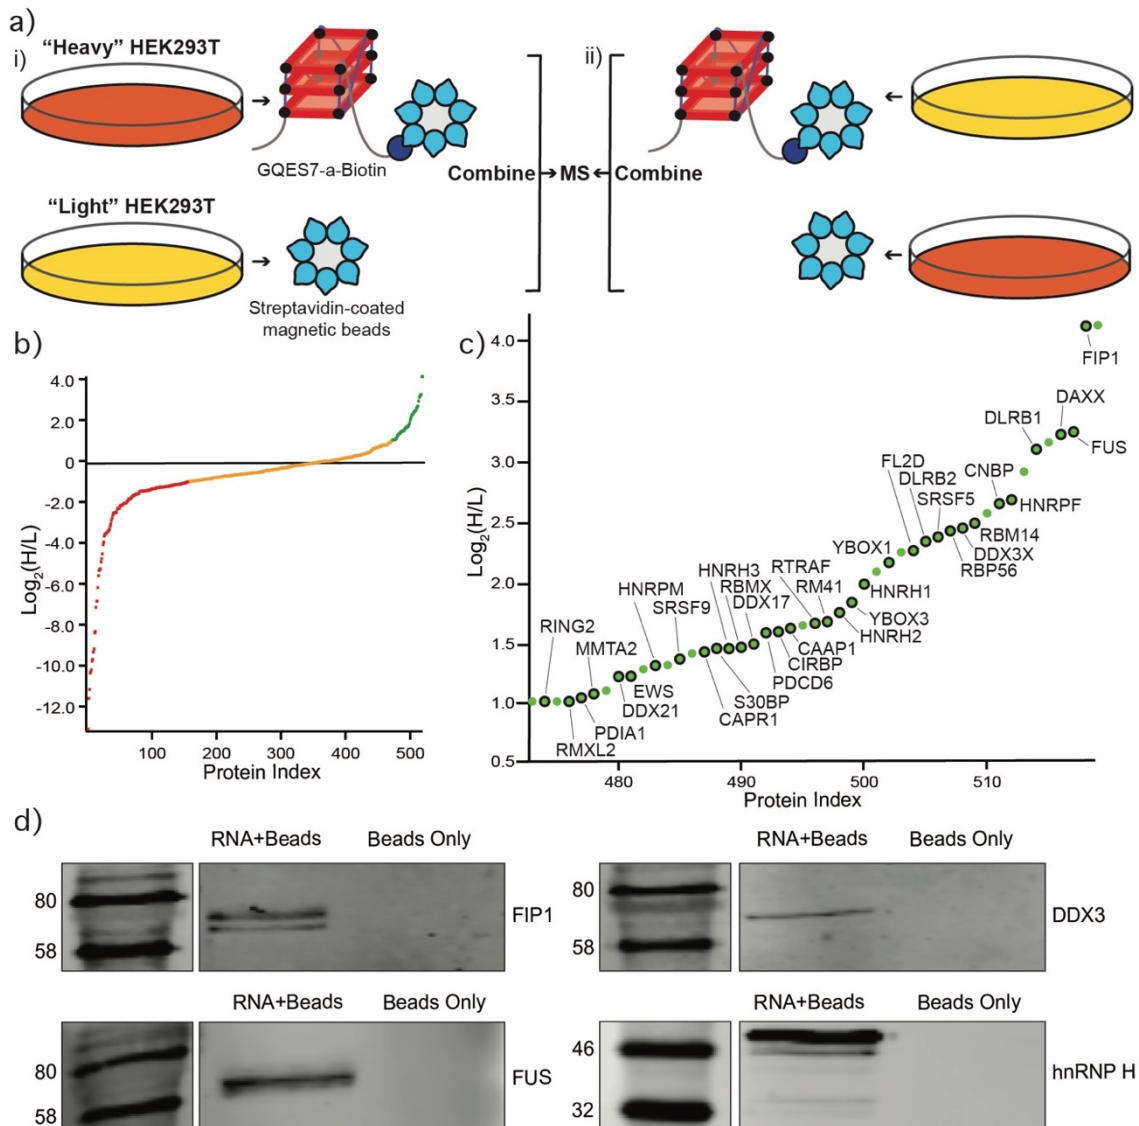 a)
i)
"Heavy" HEK293T
GQES7-a-Biotin
"Light" HEK293T
Streptavidin-coated
magnetic beads
Combine
MS
Combine
ii)
b)
Log2(H/L)
4.0
2.0
0
-2.0
-4.0
-6.0
-8.0
-10.0
-12.0
100
200
300
400
500
Protein Index
c)
Log2(H/L)
4.0
3.5
3.0
2.5
2.0
1.5
1.0
0.5
480
490
500
510
Protein Index
FIP1
DAXX
DLRB1
FUS
FL2D
DLRB2
CNBP
SRSF5
HNRPF
RBM14
DDX3X
RBP56
YBOX1
HNRH3
RTRAF
RBMX
RM41
HNRPM
DDX17
HNRH1
SRSF9
YBOX3
RING2
HNRH2
MMTA2
CAAP1
CIRBP
PDCD6
EWS
S30BP
DDX21
CAPR1
PDIA1
RMXL2
d)
RNA+Beads
Beads Only
80
58
FIP1
RNA+Beads
Beads Only
80
58
DDX3
RNA+Beads
Beads Only
80
58
FUS
RNA+Beads
Beads Only
46
32
hnRNP H